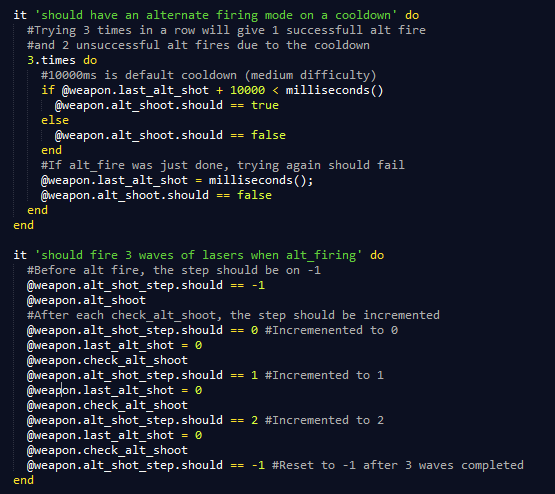 it 'should have an alternate firing mode on a cooldown' do
  #Trying 3 times in a row will give 1 successfull alt fire
  #and 2 unsuccessful alt fires due to the cooldown
  3.times do
    #10000ms is default cooldown (medium difficulty)
    if @weapon.last_alt_shot + 10000 < milliseconds()
      @weapon.alt_shoot.should == true
    else
      @weapon.alt_shoot.should == false
    end
    #If alt_fire was just done, trying again should fail
    @weapon.last_alt_shot = milliseconds();
    @weapon.alt_shoot.should == false
  end
end

it 'should fire 3 waves of lasers when alt_firing' do
  #Before alt fire, the step should be on -1
  @weapon.alt_shot_step.should == -1
  @weapon.alt_shoot
  #After each check_alt_shoot, the step should be incremented
  @weapon.alt_shot_step.should == 0 #Incremenented to 0
  @weapon.last_alt_shot = 0
  @weapon.check_alt_shoot
  @weapon.alt_shot_step.should == 1 #Incremented to 1
  @weapon.last_alt_shot = 0
  @weapon.check_alt_shoot
  @weapon.alt_shot_step.should == 2 #Incremented to 2
  @weapon.last_alt_shot = 0
  @weapon.check_alt_shoot
  @weapon.alt_shot_step.should == -1 #Reset to -1 after 3 waves completed
end